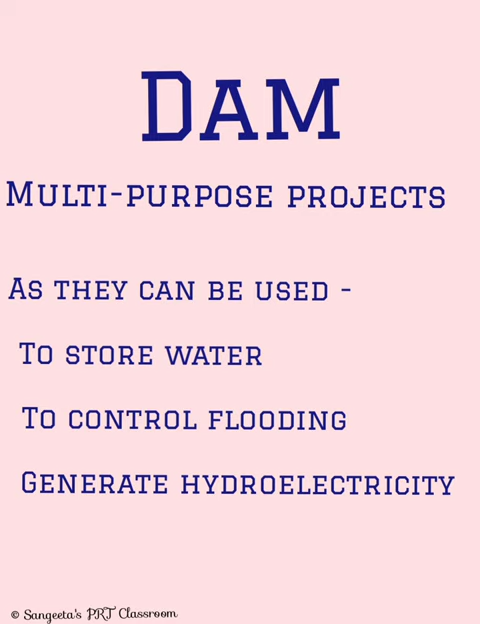 Dam
Multi-purpose projects
As they can be used -
To store water
To control flooding
Generate hydroelectricity
© Sangeeta's PRT Classroom